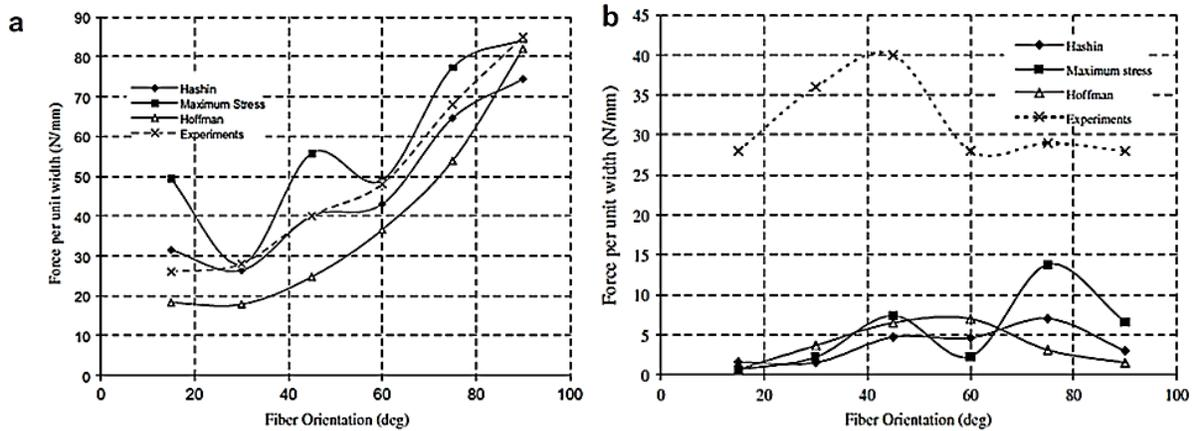 a
90
80
70
60
50
40
30
20
10
0
0 20 40 60 80 100
Force per unit width (N/mm)
Fiber Orientation (deg)
Hashin
Maximum Stress
Hoffman
Experiments
b
45
40
35
30
25
20
15
10
5
0
0 20 40 60 80 100
Force per unit width (N/mm)
Fiber Orientation (deg)
Hashin
Maximum stress
Hoffman
Experiments